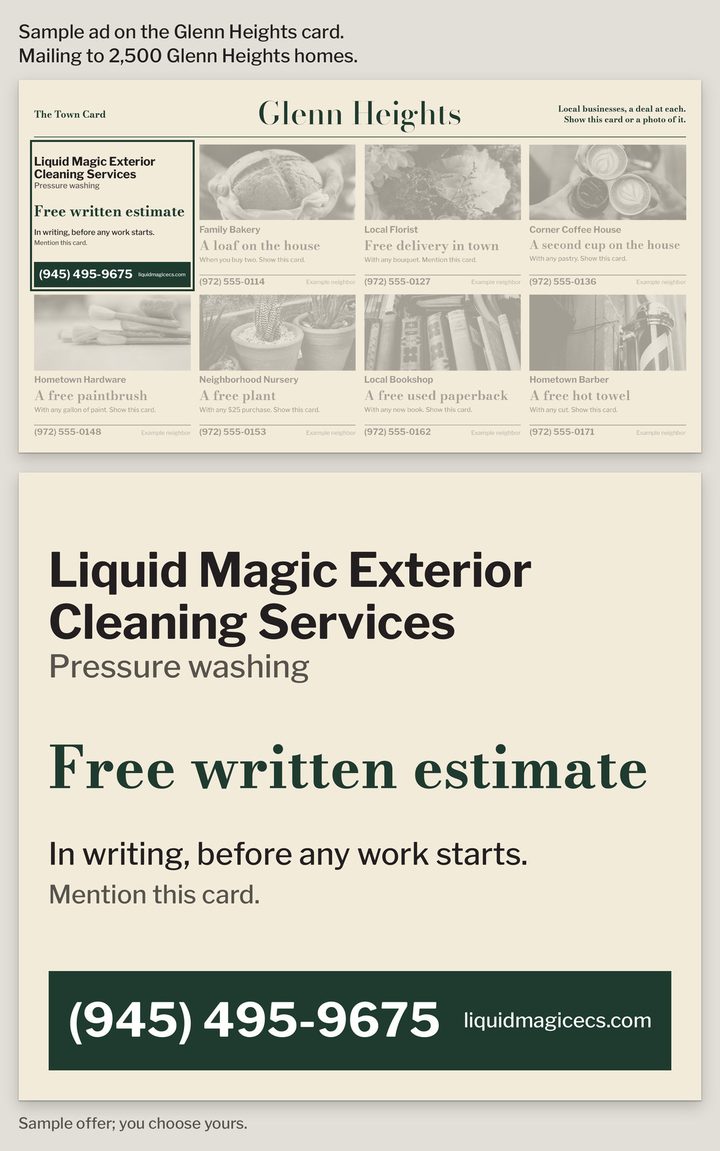 Sample ad on the Glenn Heights card.
Mailing to 2,500 Glenn Heights homes.
The Town Card
Glenn Heights
Local businesses, a deal at each.
Show this card or a photo of it.
Liquid Magic Exterior
Cleaning Services
Pressure washing
Free written estimate
In writing, before any work starts.
Mention this card.
(945) 495-9675 liquidmagicecs.com
Family Bakery
A loaf on the house
When you buy two. Show this card.
(972) 555-0114 Example neighbor
Local Florist
Free delivery in town
With any bouquet. Mention this card.
(972) 555-0127 Example neighbor
Corner Coffee House
A second cup on the house
With any pastry. Show this card.
(972) 555-0136 Example neighbor
Hometown Hardware
A free paintbrush
With any gallon of paint. Show this card.
(972) 555-0148 Example neighbor
Neighborhood Nursery
A free plant
With any $25 purchase. Show this card.
(972) 555-0153 Example neighbor
Local Bookshop
A free used paperback
With any new book. Show this card.
(972) 555-0162 Example neighbor
Hometown Barber
A free hot towel
With any cut. Show this card.
(972) 555-0171 Example neighbor
Liquid Magic Exterior
Cleaning Services
Pressure washing
Free written estimate
In writing, before any work starts.
Mention this card.
(945) 495-9675 liquidmagicecs.com
Sample offer; you choose yours.